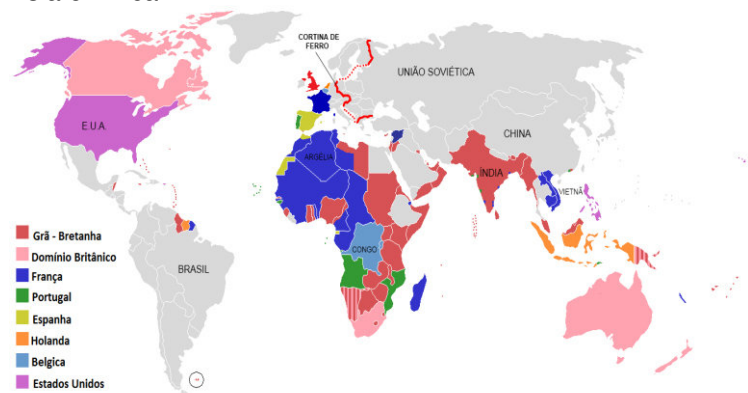 CORTINA DE
FERRO
UNIÃO SOVIÉTICA
E.U.A.
CHINA
ARGÉLIA
ÍNDIA
VIETNÃ
CONGO
BRASIL
Grã - Bretanha
Domínio Britânico
França
Portugal
Espanha
Holanda
Belgica
Estados Unidos